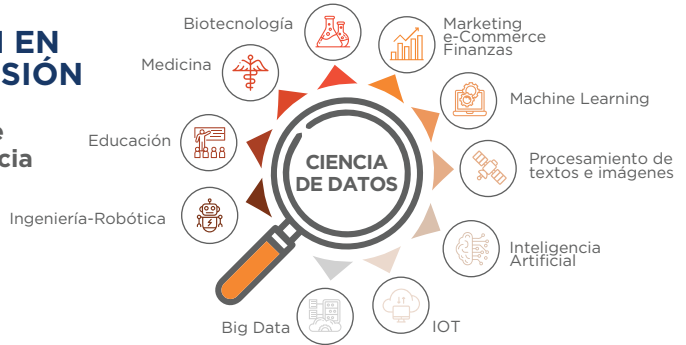 EN
SIÓN
Biotecnología
Marketing
e-Commerce
Finanzas
Medicina
Machine Learning
Educación
CIENCIA
DE DATOS
Procesamiento de
textos e imágenes
Ingeniería-Robótica
Inteligencia
Artificial
Big Data
IOT